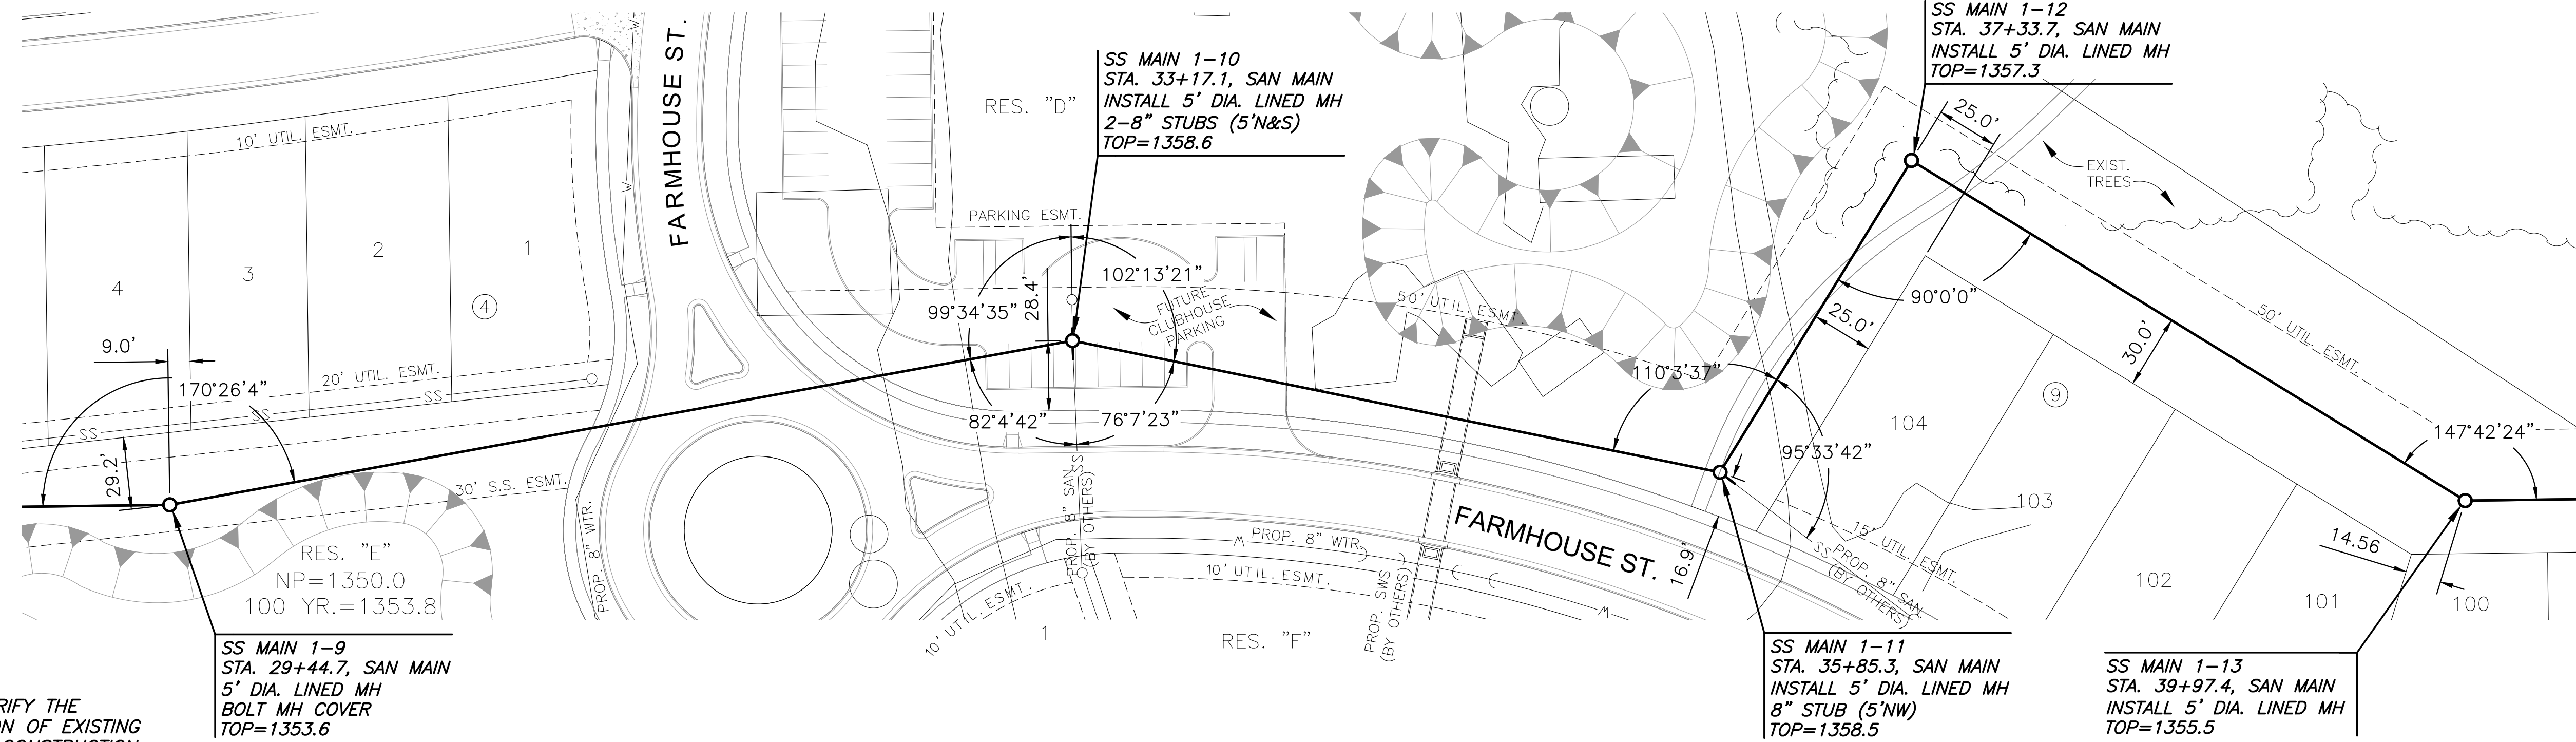 SS MAIN 1-12
STA. 37+33.7, SAN MAIN
INSTALL 5' DIA. LINED MH
TOP=1357.3
SS MAIN 1-10
STA. 33+17.1, SAN MAIN
INSTALL 5' DIA. LINED MH
2-8" STUBS (5'N&S)
TOP=1358.6
FARMHOUSE ST.
W
W
RES. "D"
10' UTIL. ESMT.
25.0'
EXIST.
TREES
PARKING ESMT.
4
3
2
1
4
102°13'21"
99°34'35"
28.4'
FUTURE
CLUBHOUSE
PARKING
50' UTIL. ESMT.
90°0'0"
25.0'
50' UTIL. ESMT.
30.0'
9.0'
170°26'4"
20' UTIL. ESMT.
SS
SS
SS
29.2'
30' S.S. ESMT.
82°4'42"
76°7'23"
110°3'37"
95°33'42"
104
9
147°42'24"
103
RES. "E"
NP=1350.0
100 YR.=1353.8
PROP. 8" WTR.
PROP. 8" SAN
(BY OTHERS)
SS
PROP. 8" WTR.
W
FARMHOUSE ST.
16.9'
15' UTIL. ESMT.
SS
PROP. 8" SAN
(BY OTHERS)
14.56
10' UTIL. ESMT.
10' UTIL. ESMT.
PROP. SWS
(BY OTHERS)
W
102
101
100
1
RES. "F"
SS MAIN 1-9
STA. 29+44.7, SAN MAIN
5' DIA. LINED MH
BOLT MH COVER
TOP=1353.6
SS MAIN 1-11
STA. 35+85.3, SAN MAIN
INSTALL 5' DIA. LINED MH
8" STUB (5'NW)
TOP=1358.5
SS MAIN 1-13
STA. 39+97.4, SAN MAIN
INSTALL 5' DIA. LINED MH
TOP=1355.5
RIFY THE
ON OF EXISTING